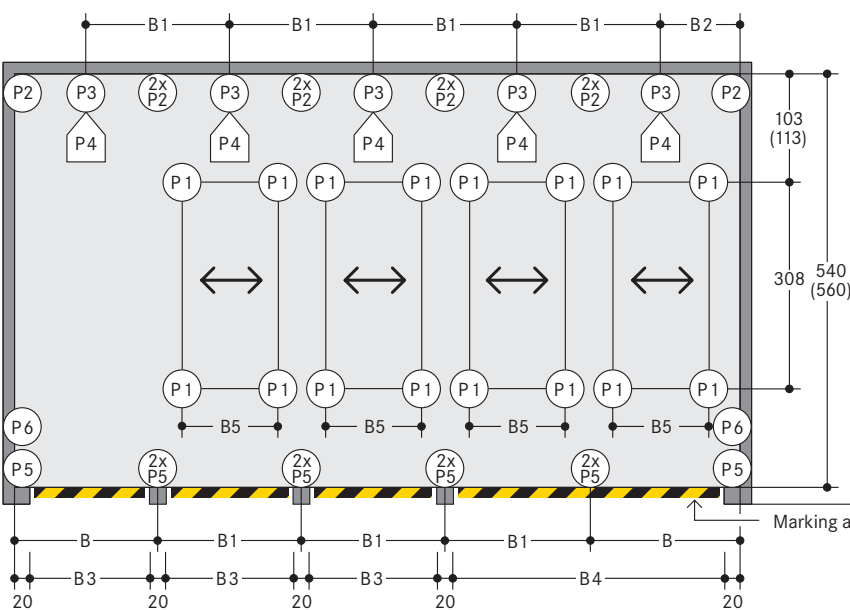 B1 B1 B1 B1 B2
P2 P3 2x P2 P3 2x P2 P3 2x P2 P3 2x P2 P3 P2
P4 P4 P4 P4 P4
103
(113)
P1 P1 P1 P1 P1 P1 P1 P1
308
540
(560)
P1 P1 P1 P1 P1 P1 P1 P1
B5 B5 B5 B5
P6 P6
P5 2x P5 2x P5 2x P5 2x P5 P5
Marking a
B B1 B1 B1 B
B3 B3 B3 B4
20 20 20 20 20